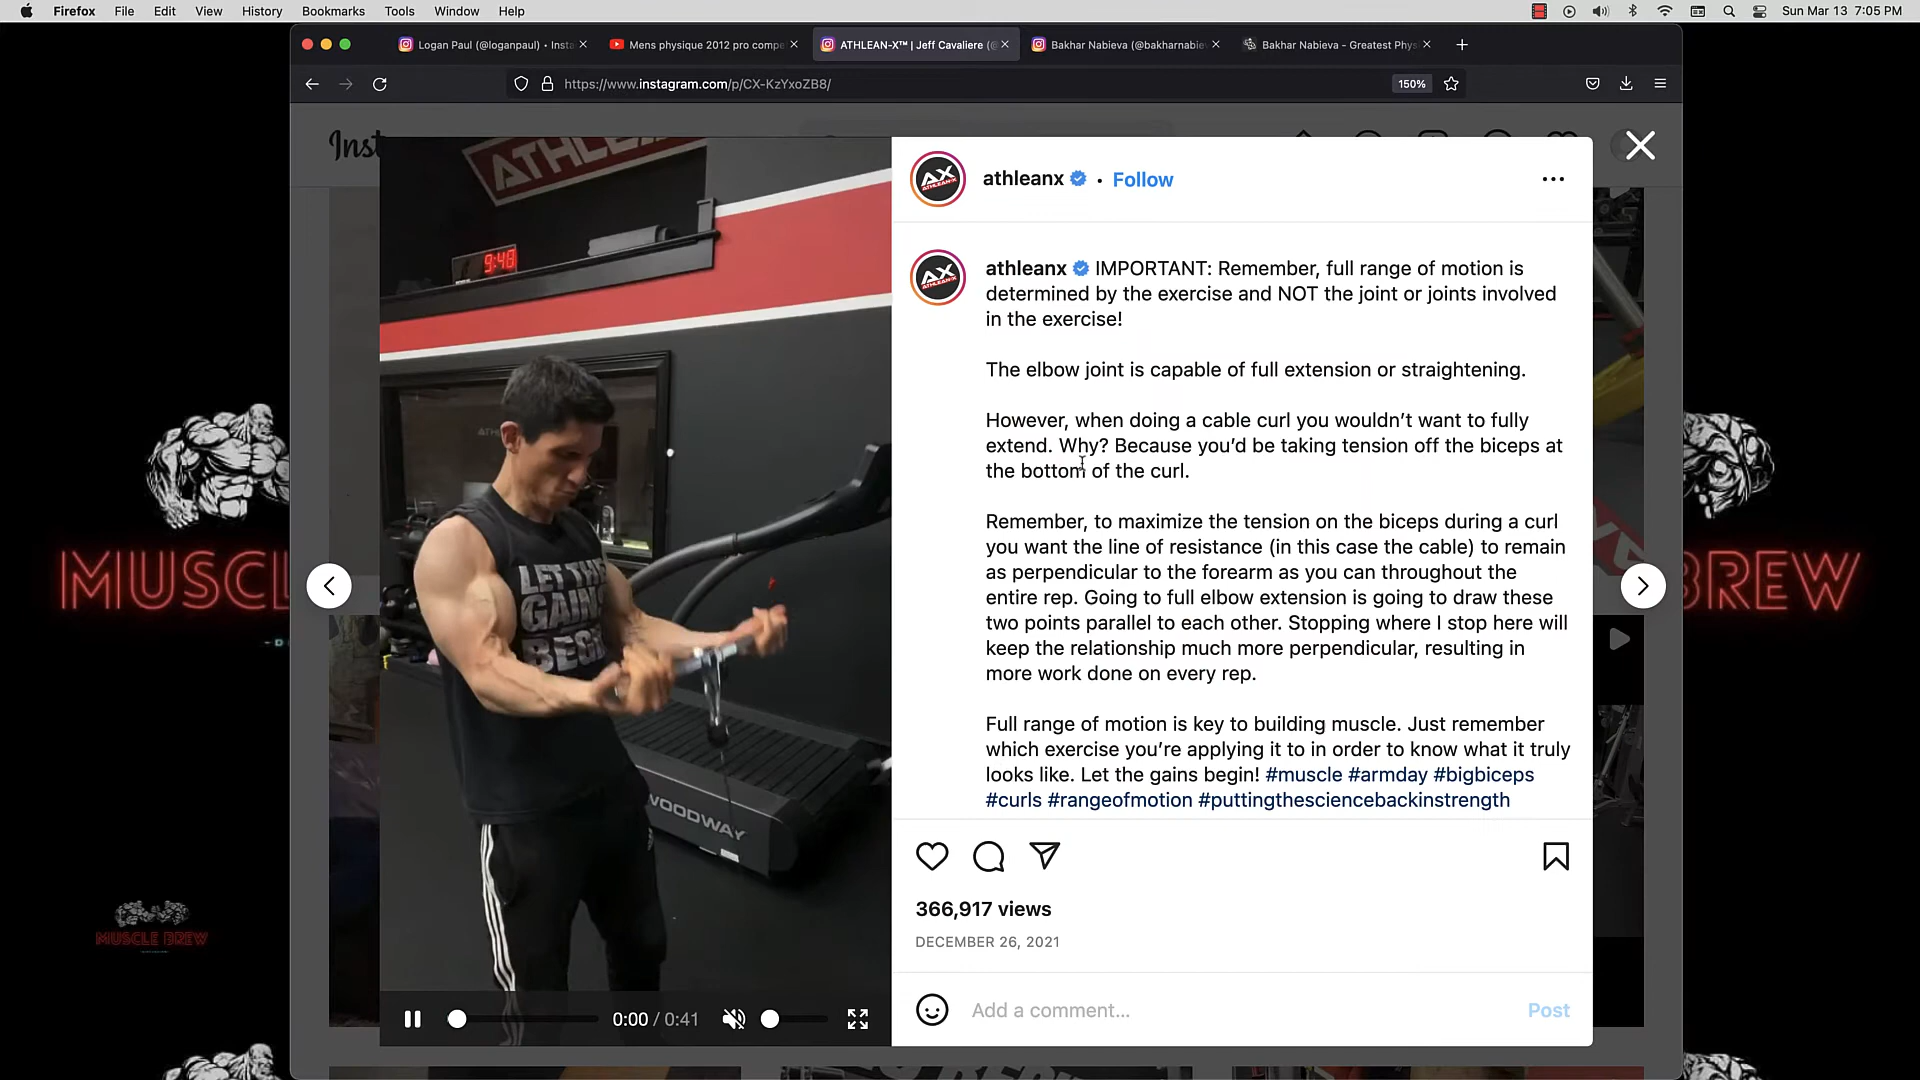 Firefox File Edit View History Bookmarks Tools Window Help
Sun Mar 13 7:05 PM
Logan Paul (@loganpaul) • Insta
Mens physique 2012 pro compe
ATHLEAN-X™ | Jeff Cavaliere (@
Bakhar Nabieva (@bakharnabie
Bakhar Nabieva - Greatest Phys
https://www.instagram.com/p/CX-KzYxoZB8/
150%
Inst
ATHLEAN
9:48
LET THE
GAINS
BEGIN
WOODWAY
AX
ATHLEAN-X
athleanx • Follow
•••
AX
ATHLEAN-X
athleanx IMPORTANT: Remember, full range of motion is
determined by the exercise and NOT the joint or joints involved
in the exercise!
The elbow joint is capable of full extension or straightening.
However, when doing a cable curl you wouldn’t want to fully
extend. Why? Because you’d be taking tension off the biceps at
the bottom of the curl.
Remember, to maximize the tension on the biceps during a curl
you want the line of resistance (in this case the cable) to remain
as perpendicular to the forearm as you can throughout the
entire rep. Going to full elbow extension is going to draw these
two points parallel to each other. Stopping where I stop here will
keep the relationship much more perpendicular, resulting in
more work done on every rep.
Full range of motion is key to building muscle. Just remember
which exercise you’re applying it to in order to know what it truly
looks like. Let the gains begin! #muscle #armday #bigbiceps
#curls #rangeofmotion #puttingthesciencebackinstrength
366,917 views
DECEMBER 26, 2021
Add a comment...
Post
0:00 / 0:41
MUSCL
BREW
MUSCLE BREW